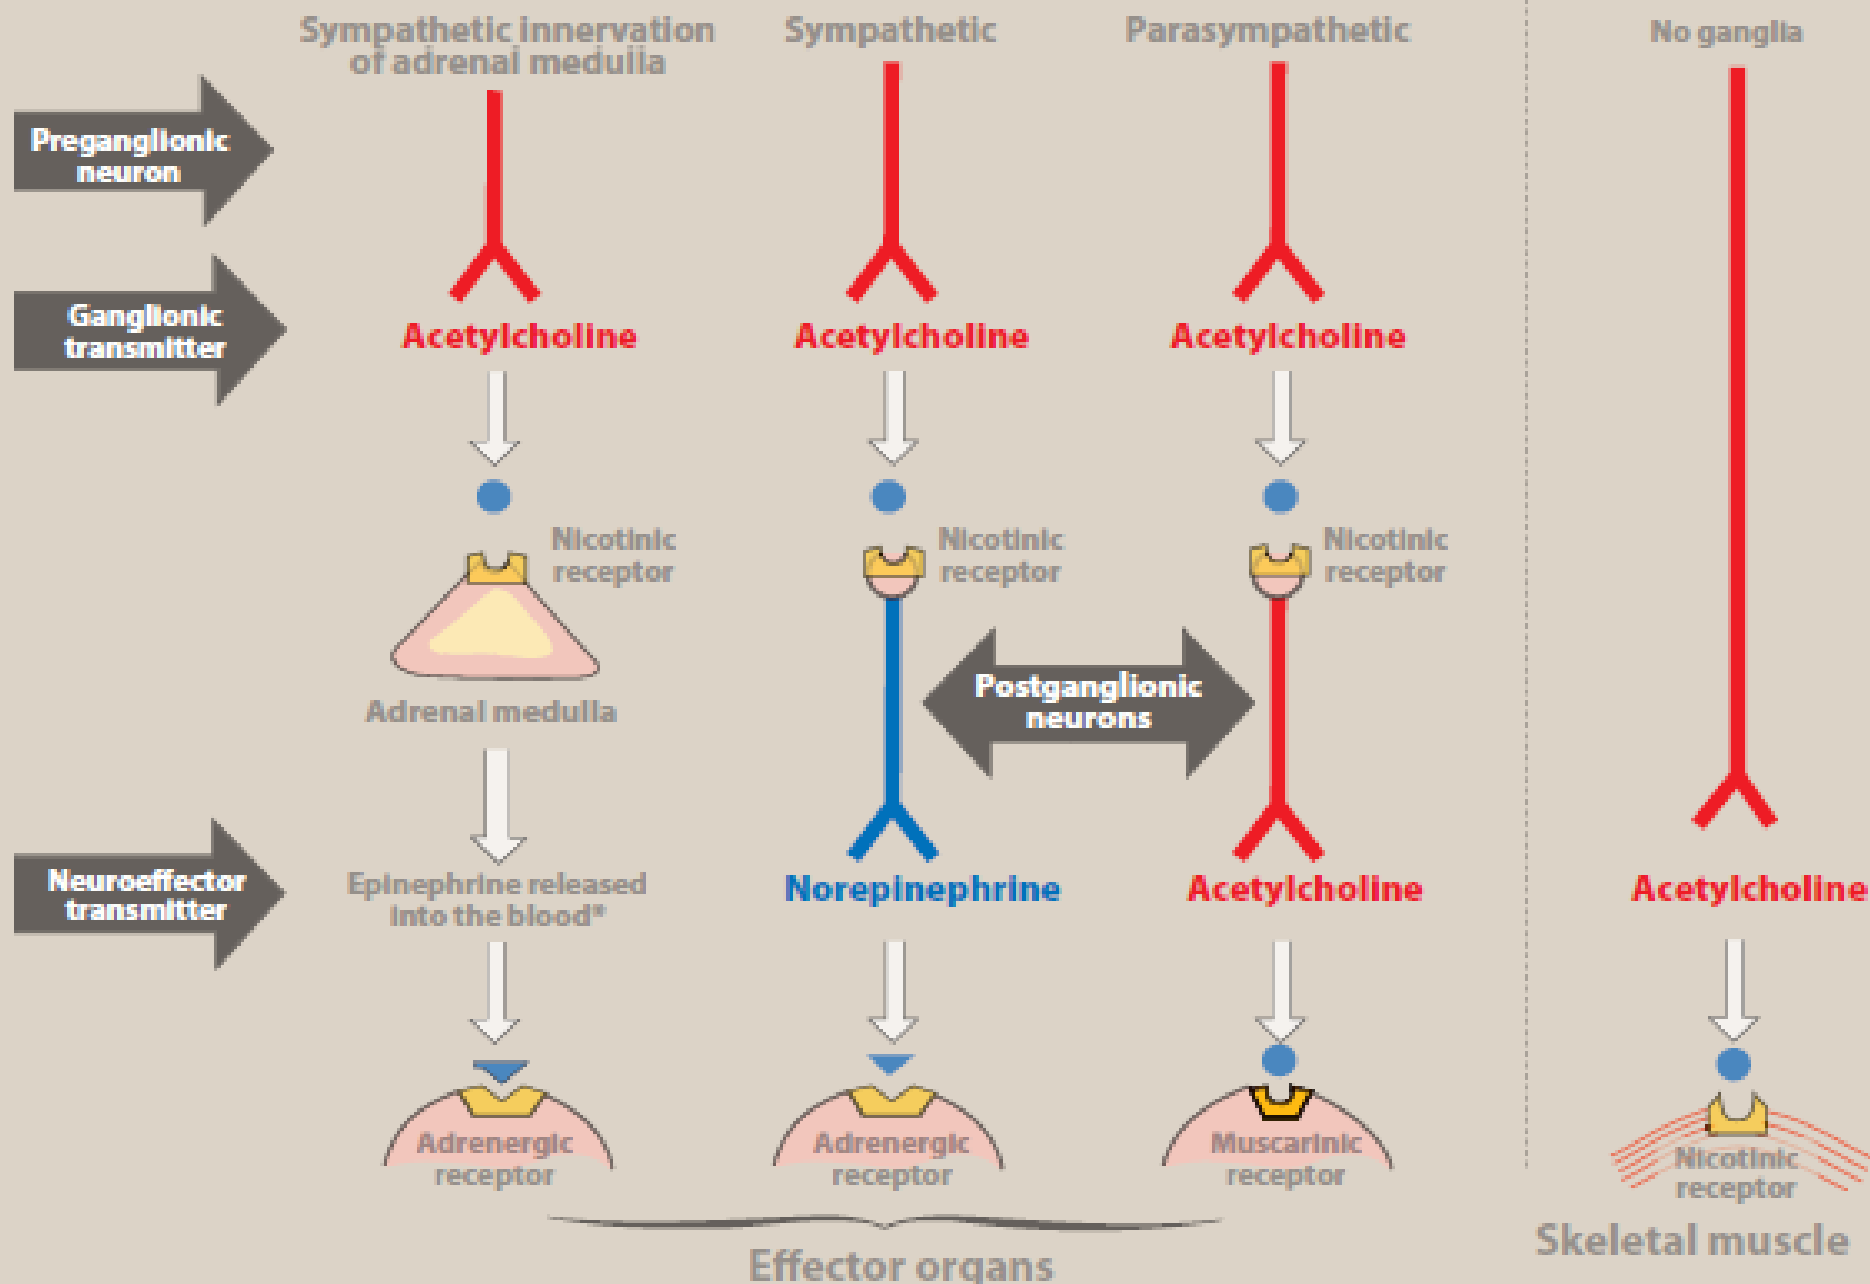 Sympathetic innervation
of adrenal medulla
Sympathetic
Parasympathetic
No ganglia
Preganglionic
neuron
Ganglionic
transmitter
Acetylcholine
Acetylcholine
Acetylcholine
Nicotinic
receptor
Nicotinic
receptor
Nicotinic
receptor
Adrenal medulla
Postganglionic
neurons
Neuroeffector
transmitter
Epinephrine released
into the blood*
Norepinephrine
Acetylcholine
Acetylcholine
Adrenergic
receptor
Adrenergic
receptor
Muscarinic
receptor
Nicotinic
receptor
Effector organs
Skeletal muscle